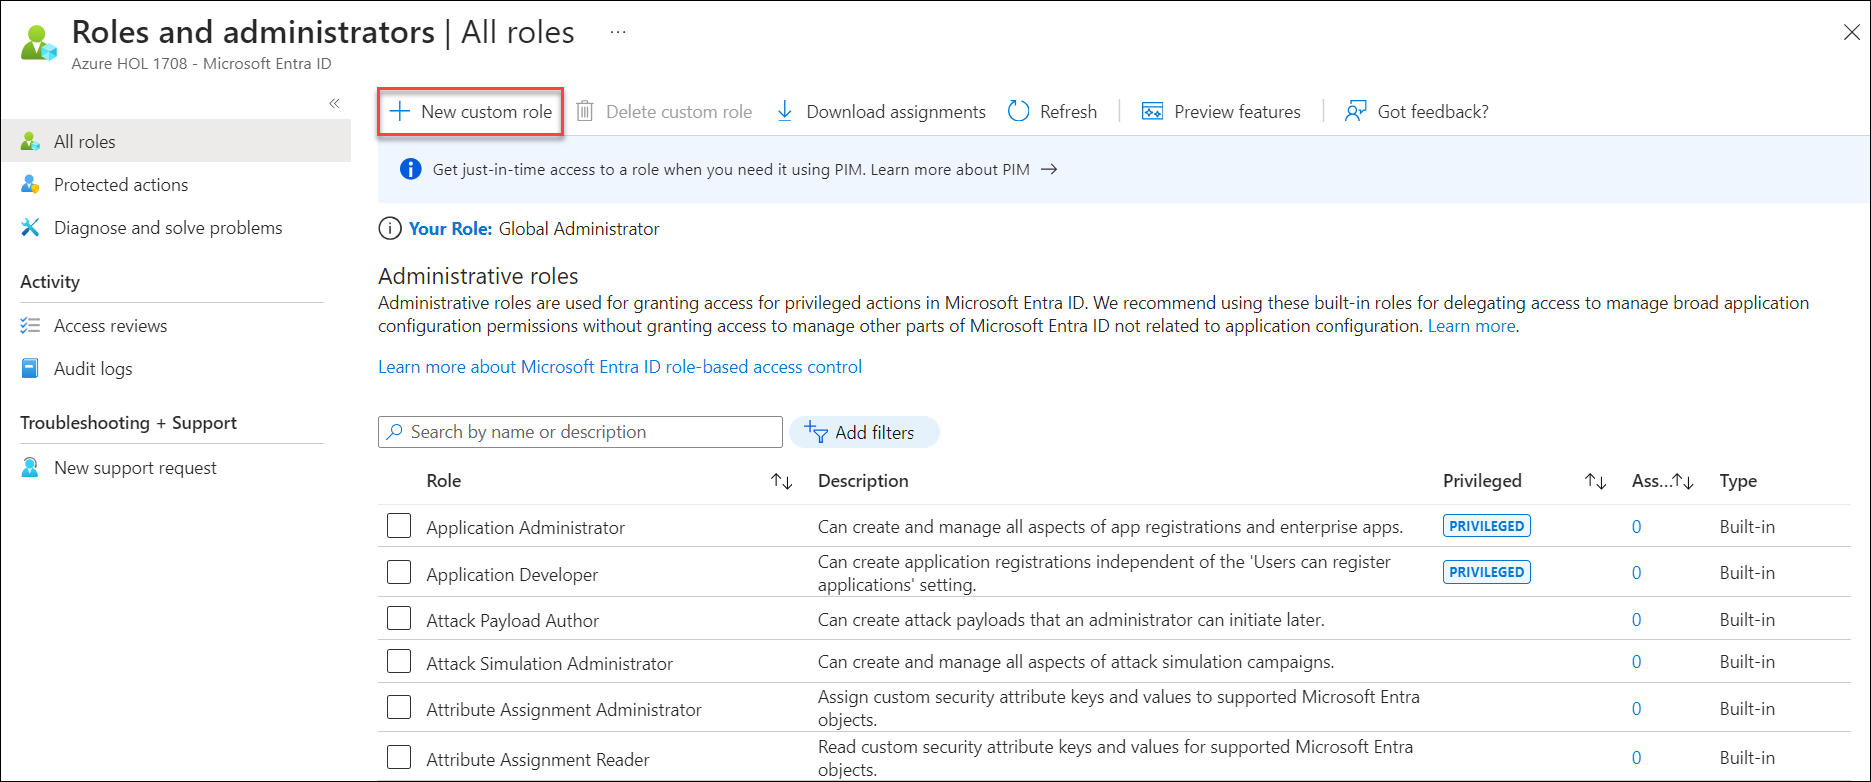 Roles and administrators | All roles ...
Azure HOL 1708 - Microsoft Entra ID
All roles
Protected actions
Diagnose and solve problems
Activity
Access reviews
Audit logs
Troubleshooting + Support
New support request
New custom role
Delete custom role
Download assignments
Refresh
Preview features
Got feedback?
Get just-in-time access to a role when you need it using PIM. Learn more about PIM →
Your Role: Global Administrator
Administrative roles
Administrative roles are used for granting access for privileged actions in Microsoft Entra ID. We recommend using these built-in roles for delegating access to manage broad application
configuration permissions without granting access to manage other parts of Microsoft Entra ID not related to application configuration. Learn more.
Learn more about Microsoft Entra ID role-based access control
Search by name or description
Add filters
Role Description Privileged Ass... Type
Application Administrator Can create and manage all aspects of app registrations and enterprise apps. PRIVILEGED 0 Built-in
Application Developer Can create application registrations independent of the 'Users can register
applications' setting. PRIVILEGED 0 Built-in
Attack Payload Author Can create attack payloads that an administrator can initiate later. 0 Built-in
Attack Simulation Administrator Can create and manage all aspects of attack simulation campaigns. 0 Built-in
Attribute Assignment Administrator Assign custom security attribute keys and values to supported Microsoft Entra
objects. 0 Built-in
Attribute Assignment Reader Read custom security attribute keys and values for supported Microsoft Entra
objects. 0 Built-in